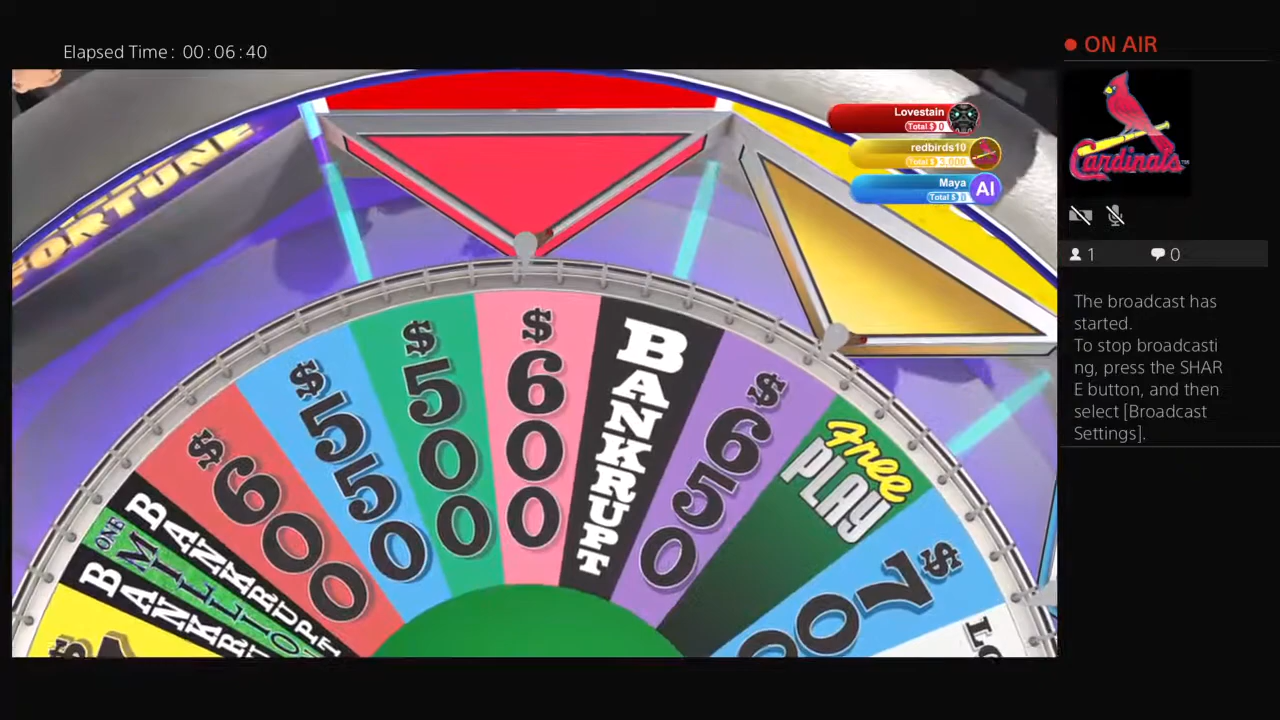 Elapsed Time: 00:06:40
ON AIR
FORTUNE
Lovestain
Total $ 0
redbirds10
Total $ 3,000
Maya
Total $ 0
AI
Cardinals
1
0
The broadcast has
started.
To stop broadcasti
ng, press the SHAR
E button, and then
select [Broadcast
Settings].
BANKRUPT
ONE MILLION
BANKRU
$600
$550
$500
$600
BANKRUPT
$650
FREE
PLAY
$700
LO